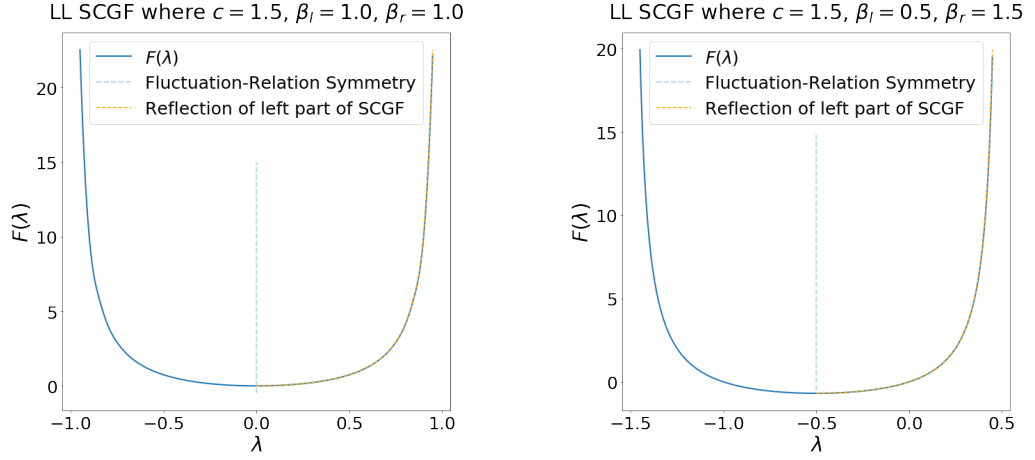 LL SCGF where c = 1.5, β_l = 1.0, β_r = 1.0
F(λ)
Fluctuation-Relation Symmetry
Reflection of left part of SCGF
20
15
10
5
0
F(λ)
−1.0
−0.5
0.0
0.5
1.0
λ
LL SCGF where c = 1.5, β_l = 0.5, β_r = 1.5
F(λ)
Fluctuation-Relation Symmetry
Reflection of left part of SCGF
20
15
10
5
0
F(λ)
−1.5
−1.0
−0.5
0.0
0.5
λ